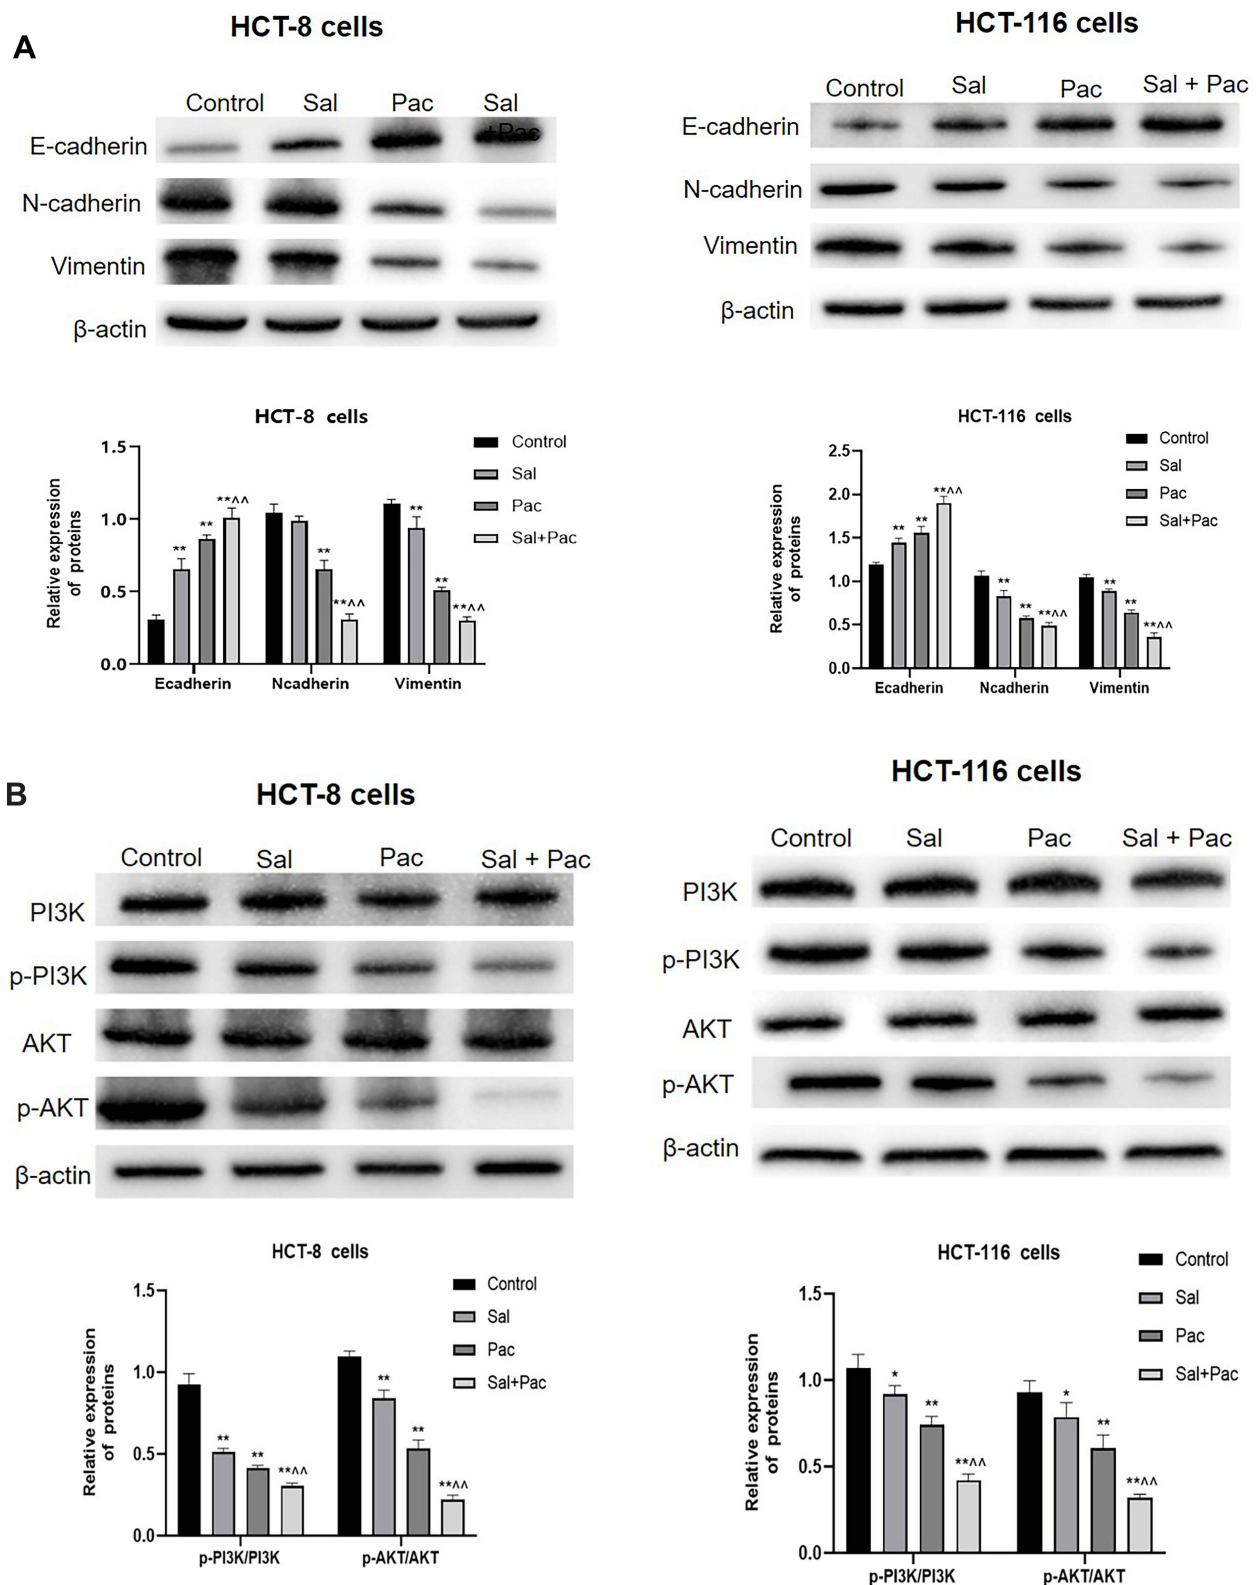 A
HCT-8 cells
Control Sal Pac Sal +Pac
E-cadherin
N-cadherin
Vimentin
β-actin
HCT-116 cells
Control Sal Pac Sal + Pac
E-cadherin
N-cadherin
Vimentin
β-actin
HCT-8 cells
Relative expression
of proteins
1.5
1.0
0.5
0.0
** ** **^^
** **^^
** ** **^^
Ecadherin Ncadherin Vimentin
Control
Sal
Pac
Sal+Pac
HCT-116 cells
Relative expression
of proteins
2.5
2.0
1.5
1.0
0.5
0.0
** ** **^^
** ** **^^
** ** **^^
Ecadherin Ncadherin Vimentin
Control
Sal
Pac
Sal+Pac
B
HCT-8 cells
Control Sal Pac Sal + Pac
PI3K
p-PI3K
AKT
p-AKT
β-actin
HCT-116 cells
Control Sal Pac Sal + Pac
PI3K
p-PI3K
AKT
p-AKT
β-actin
HCT-8 cells
Relative expression
of proteins
1.5
1.0
0.5
0.0
** ** **^^
** ** **^^
p-PI3K/PI3K p-AKT/AKT
Control
Sal
Pac
Sal+Pac
HCT-116 cells
Relative expression
of proteins
1.5
1.0
0.5
0.0
* ** **^^
* ** **^^
p-PI3K/PI3K p-AKT/AKT
Control
Sal
Pac
Sal+Pac